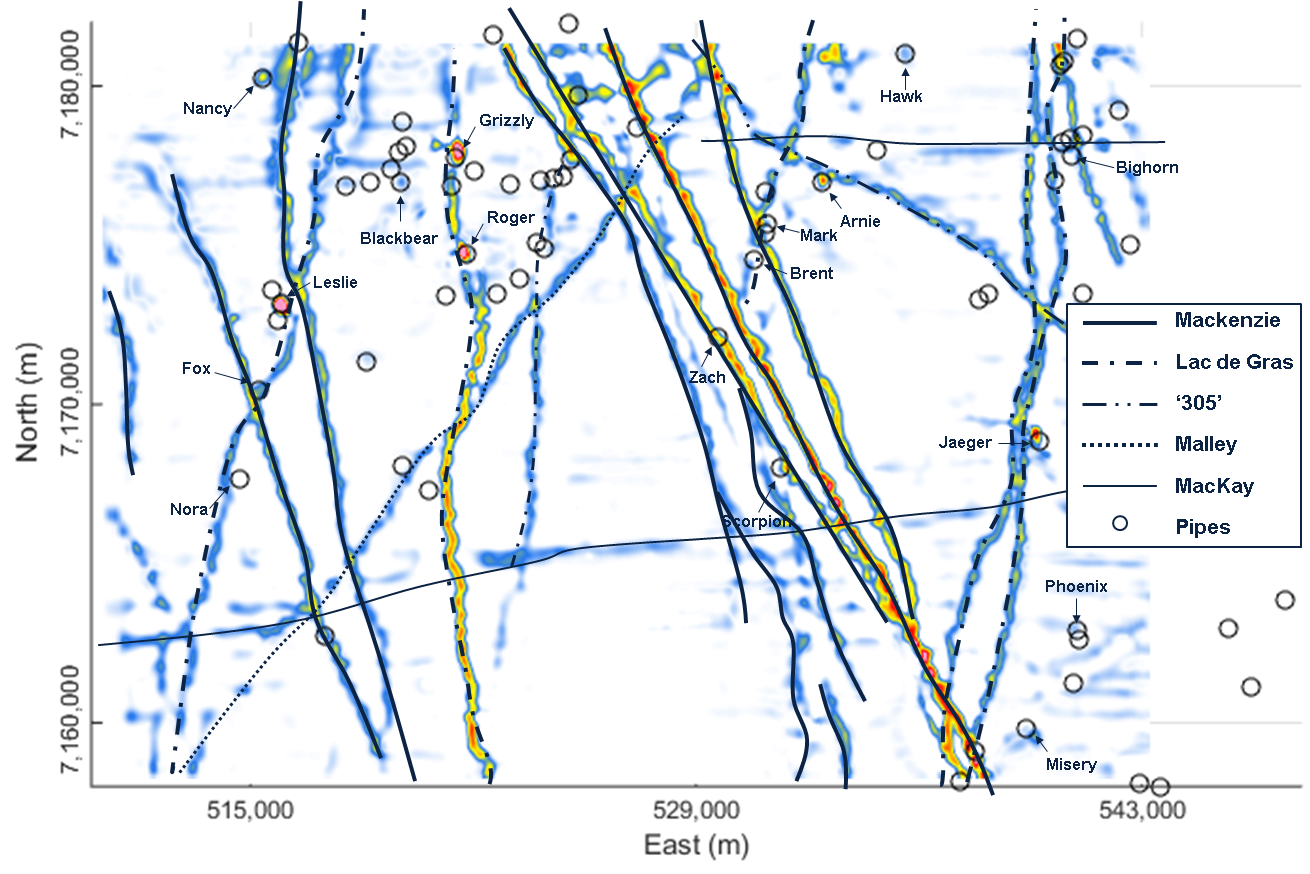 7,180,000
Nancy
Grizzly
Hawk
Bighorn
Arnie
Roger
Blackbear
Mark
Brent
Leslie
Mackenzie
Lac de Gras
'305'
Malley
MacKay
Pipes
Fox
Zach
7,170,000
North (m)
Jaeger
Nora
Scorpion
Phoenix
7,160,000
Misery
515,000
529,000
543,000
East (m)